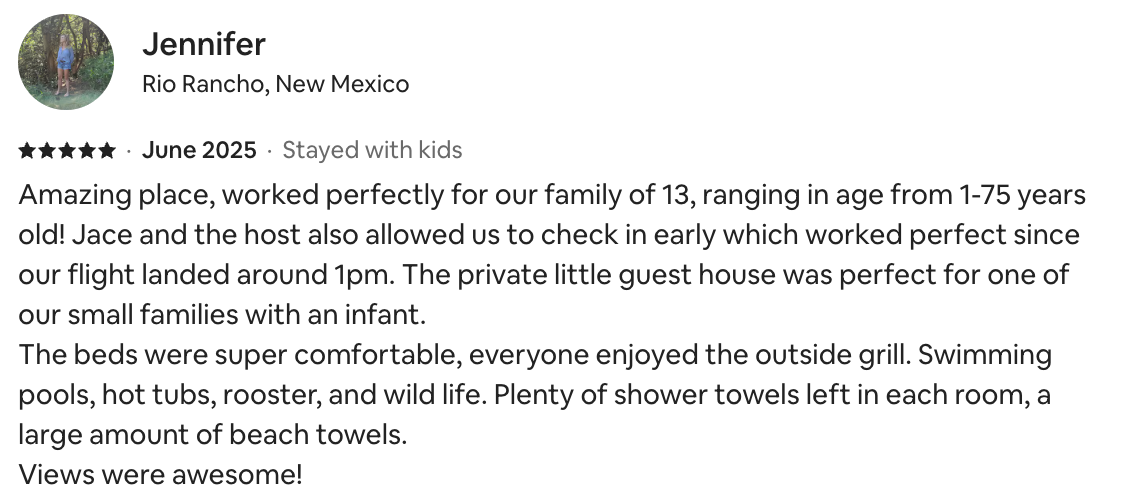 Jennifer
Rio Rancho, New Mexico
★★★★★ · June 2025 · Stayed with kids
Amazing place, worked perfectly for our family of 13, ranging in age from 1-75 years
old! Jace and the host also allowed us to check in early which worked perfect since
our flight landed around 1pm. The private little guest house was perfect for one of
our small families with an infant.
The beds were super comfortable, everyone enjoyed the outside grill. Swimming
pools, hot tubs, rooster, and wild life. Plenty of shower towels left in each room, a
large amount of beach towels.
Views were awesome!